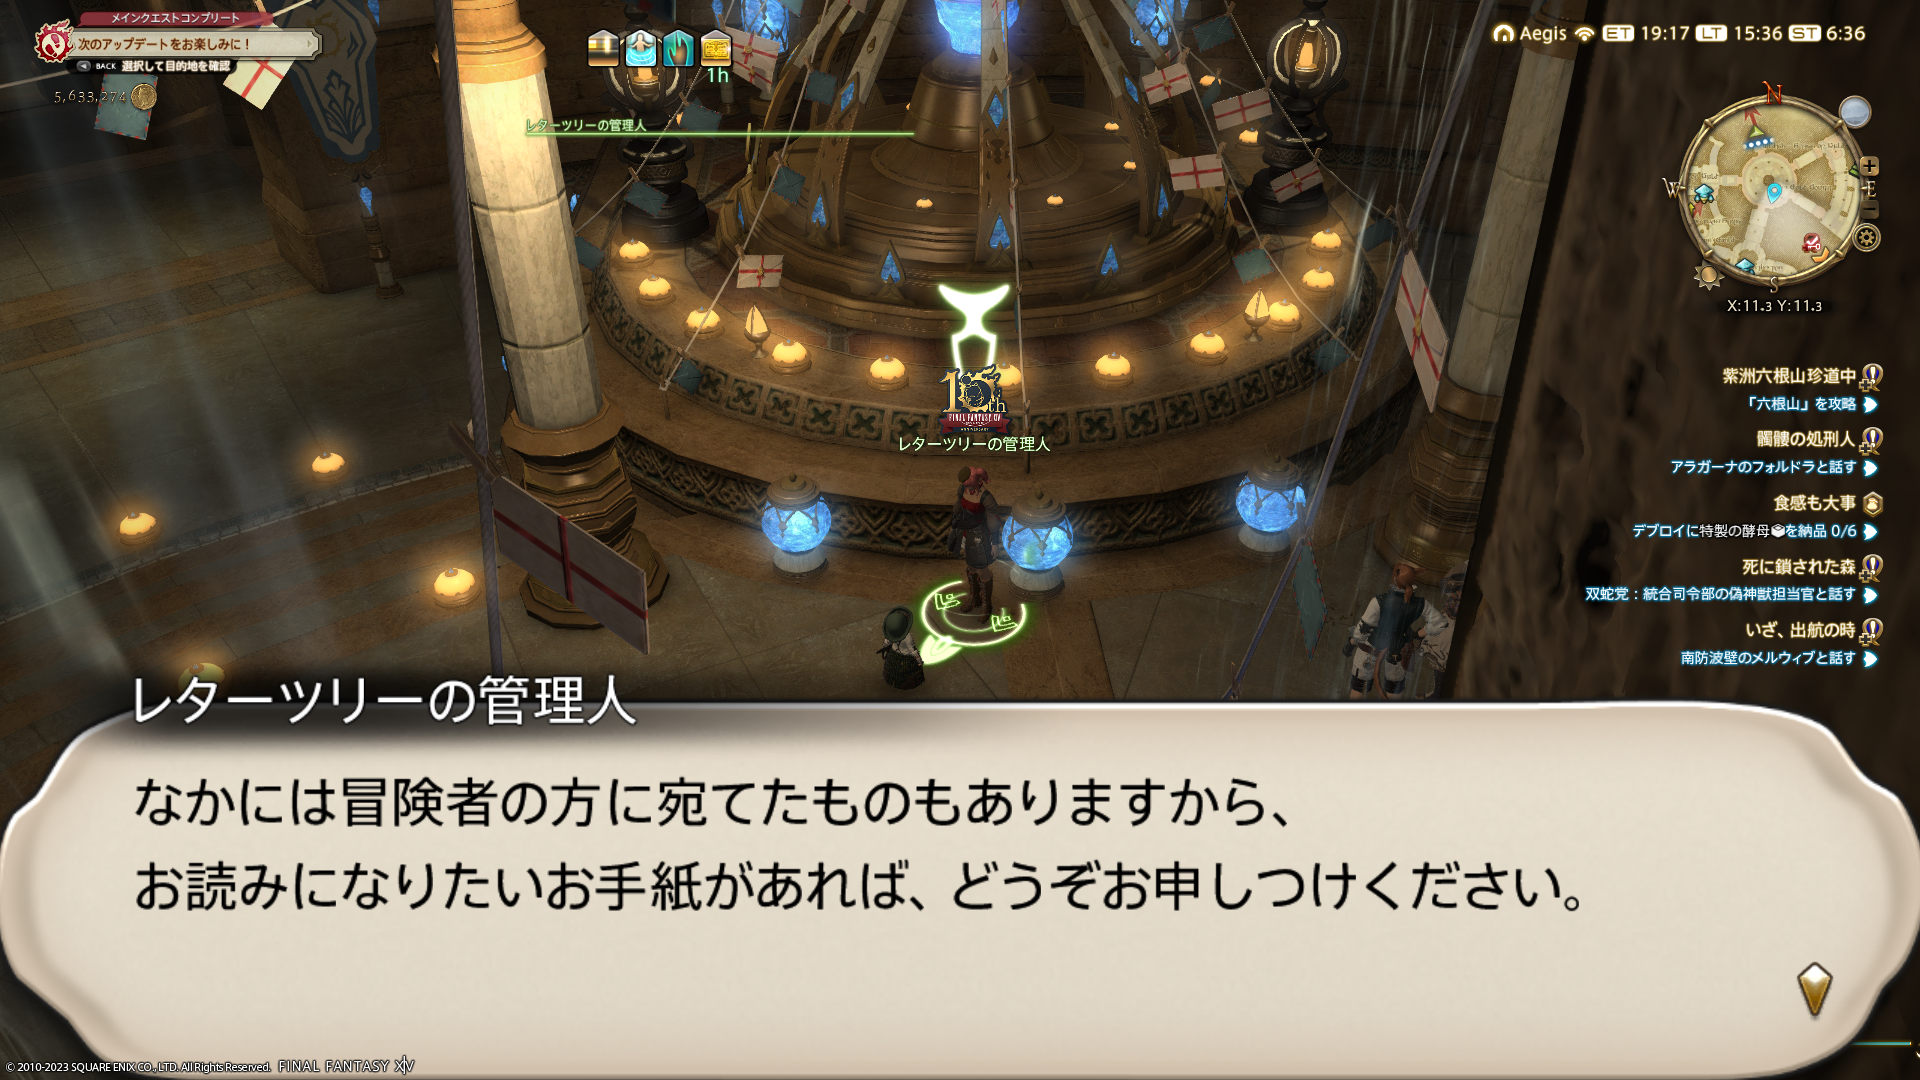 メインクエストコンプリート
次のアップデートをお楽しみに！
BACK 選択して目的地を確認
5,633,274
1h
レターツリーの管理人
Aegis ET 19:17 LT 15:36 ST 6:36
N
W
E
S
X:11.3 Y:11.3
紫洲六根山珍道中
「六根山」を攻略
髑髏の処刑人
アラガーナのフォルドラと話す
食感も大事
デブロイに特製の酵母を納品 0/6
死に鎖された森
双蛇党：統合司令部の偽神獣担当官と話す
いざ、出航の時
南防波壁のメルウィブと話す
10th
FINAL FANTASY XIV
ANNIVERSARY
レターツリーの管理人
レターツリーの管理人
なかには冒険者の方に宛てたものもありますから、
お読みになりたいお手紙があれば、どうぞお申しつけください。
© 2010-2023 SQUARE ENIX CO., LTD. All Rights Reserved. FINAL FANTASY XIV